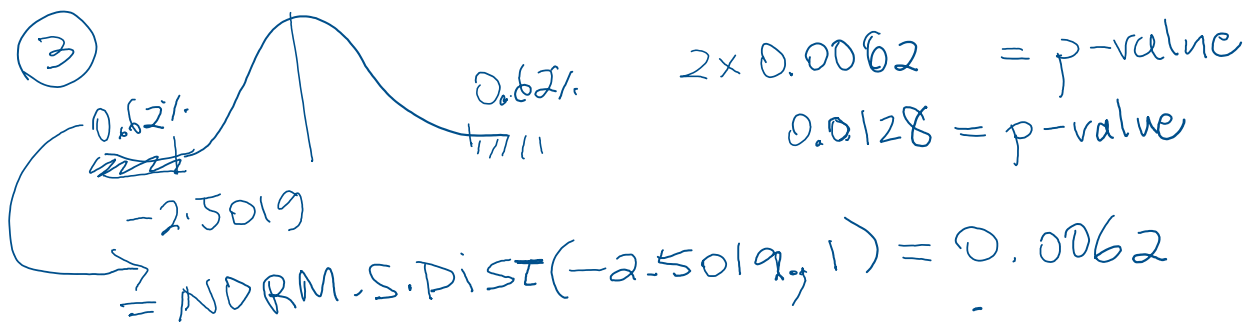 3
0.62%
0.62%
2 × 0.0062 = p-value
0.0128 = p-value
-2.5019
= NORM.S.DiST(-2.5019, 1) = 0.0062